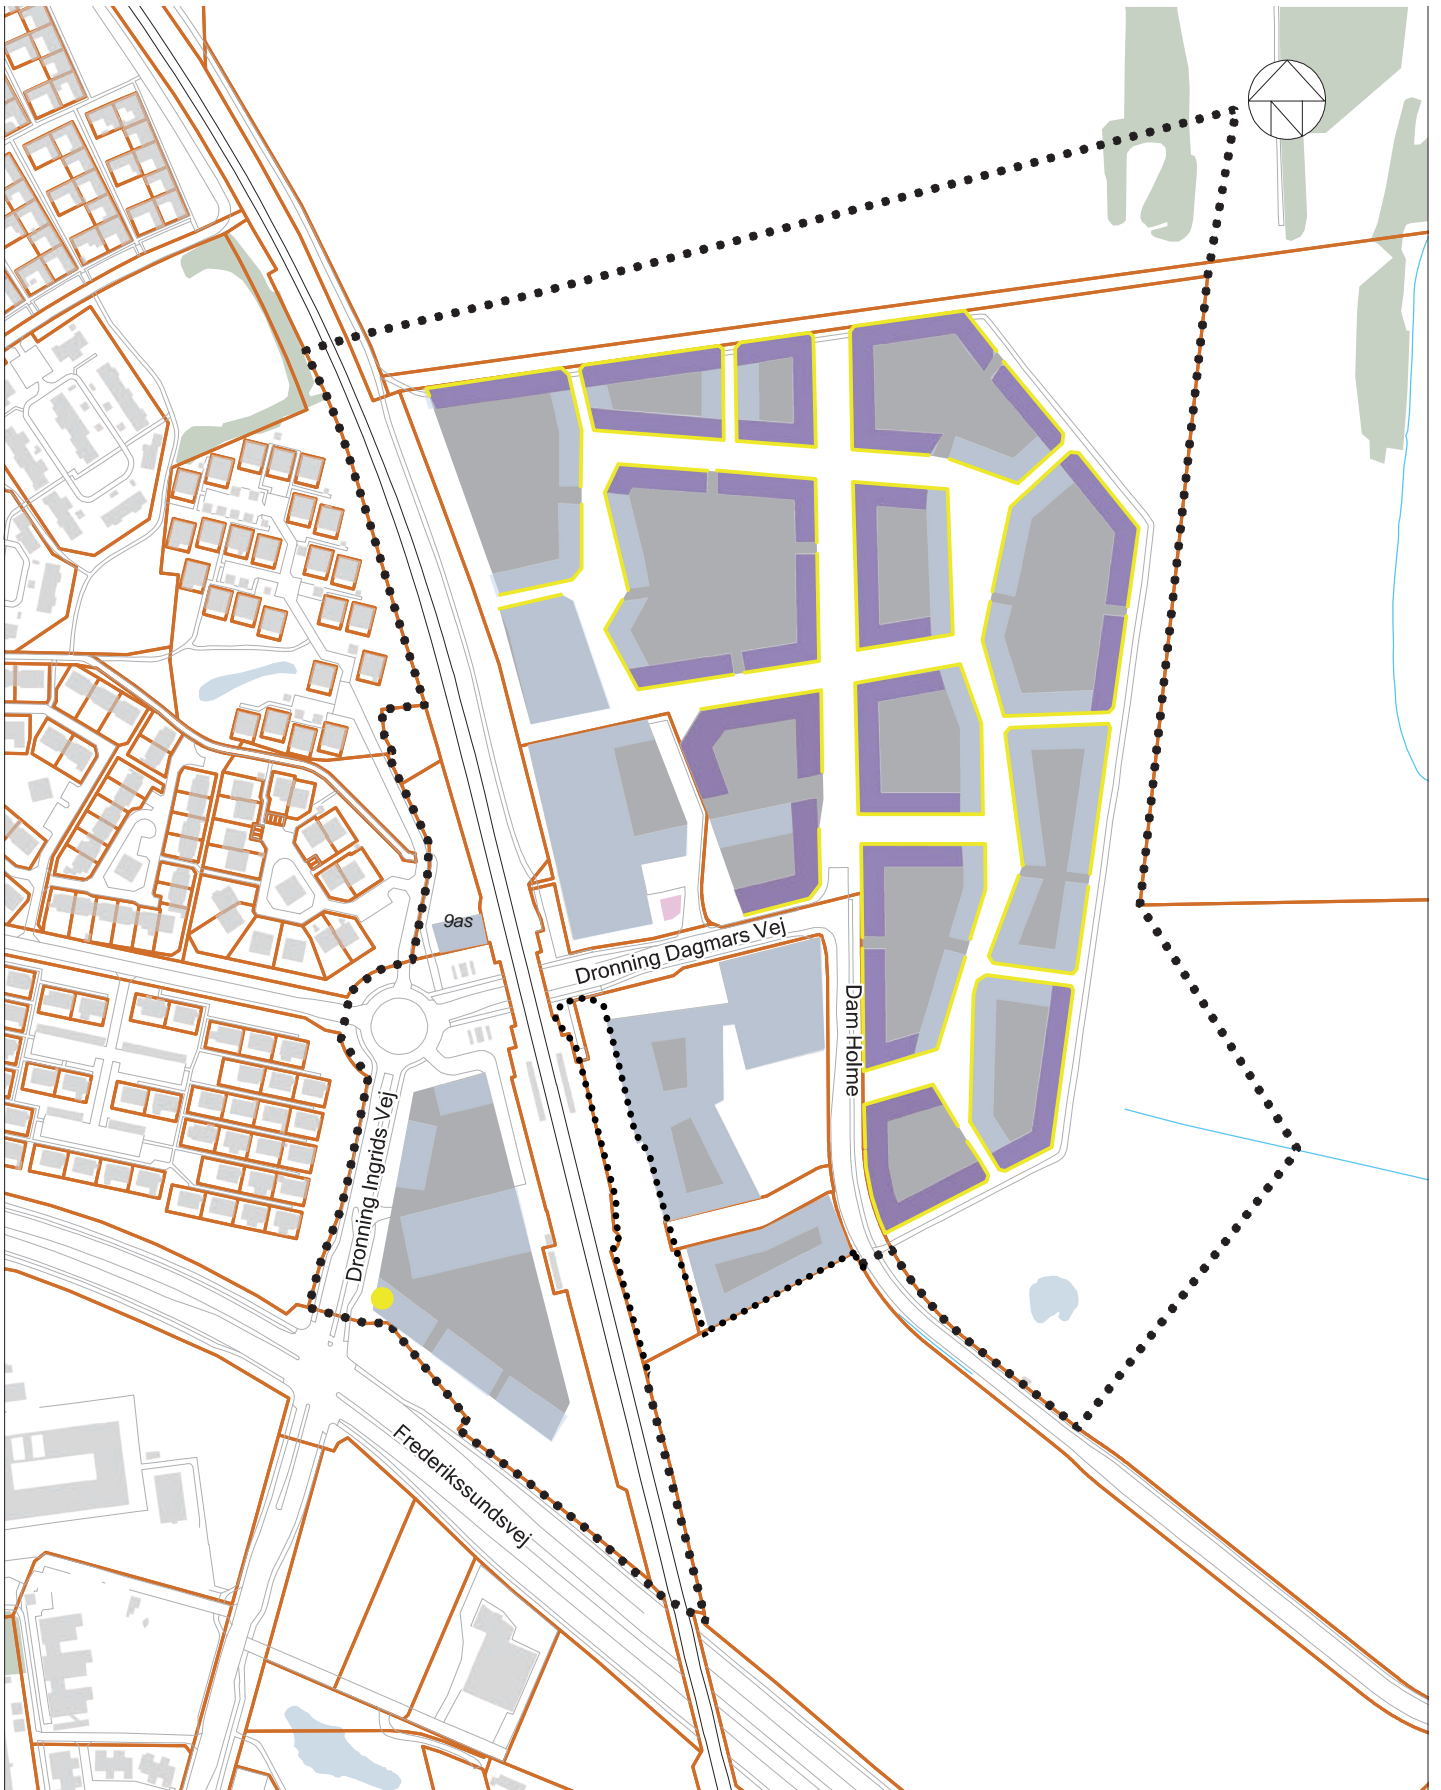 9as
Dronning Dagmars Vej
Dam Holme
Dronning Ingrids Vej
Frederikssundsvej